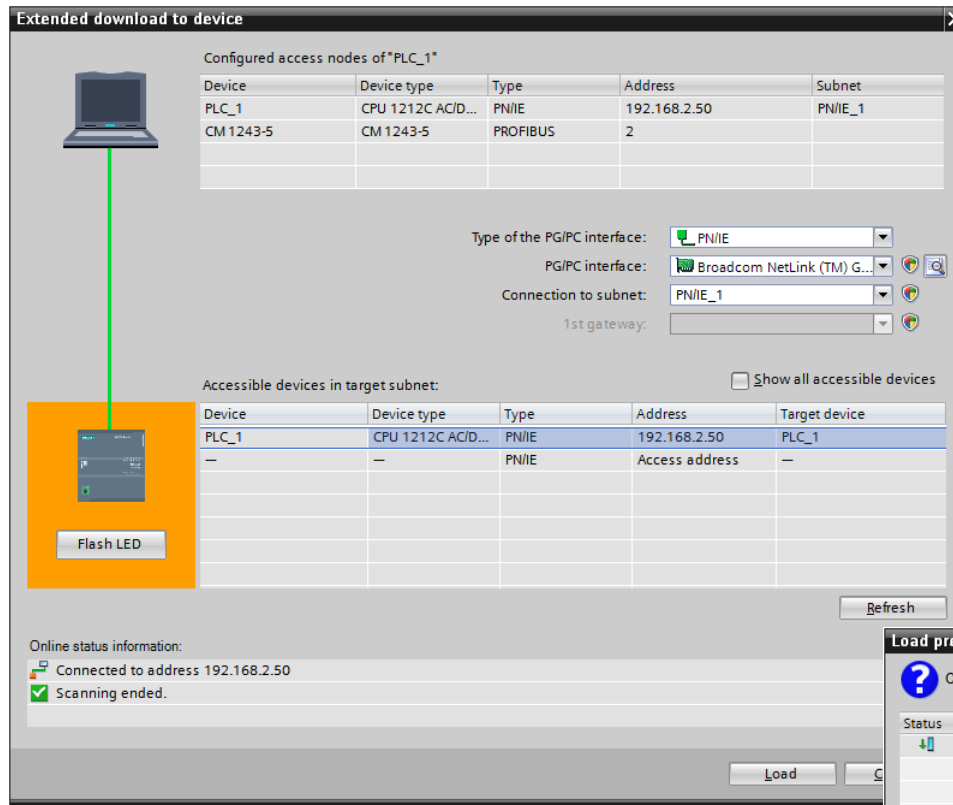 Extended download to device
Configured access nodes of "PLC_1"
Device Device type Type Address Subnet
PLC_1 CPU 1212C AC/D... PN/IE 192.168.2.50 PN/IE_1
CM 1243-5 CM 1243-5 PROFIBUS 2
Type of the PG/PC interface: PN/IE
PG/PC interface: Broadcom NetLink (TM) G...
Connection to subnet: PN/IE_1
1st gateway:
Accessible devices in target subnet: Show all accessible devices
Device Device type Type Address Target device
PLC_1 CPU 1212C AC/D... PN/IE 192.168.2.50 PLC_1
— — PN/IE Access address —
Flash LED
Refresh
Online status information:
Connected to address 192.168.2.50
Scanning ended.
Load
Load pre
Status